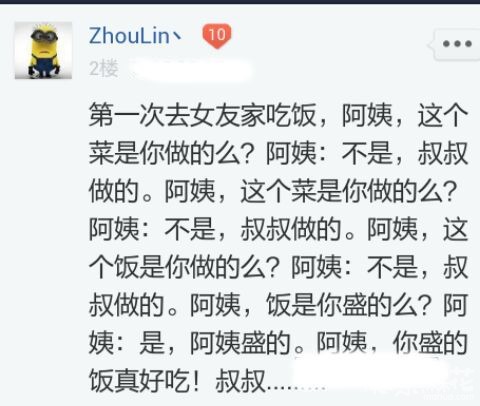 ZhouLin丶 10
2楼
第一次去女友家吃饭，阿姨，这个
菜是你做的么？阿姨：不是，叔叔
做的。阿姨，这个菜是你做的么？
阿姨：不是，叔叔做的。阿姨，这
个饭是你做的么？阿姨：不是，叔
叔做的。阿姨，饭是你盛的么？阿
姨：是，阿姨盛的。阿姨，你盛的
饭真好吃！叔叔.........